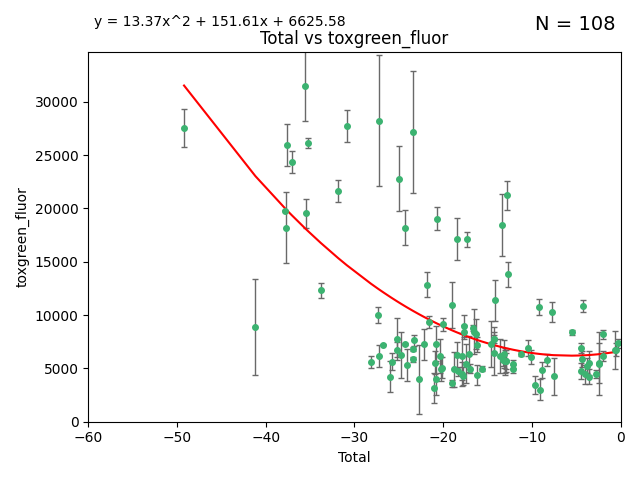 y = 13.37x^2 + 151.61x + 6625.58
N = 108
Total vs toxgreen_fluor
30000
25000
20000
15000
10000
5000
0
toxgreen_fluor
−60
−50
−40
−30
−20
−10
0
Total